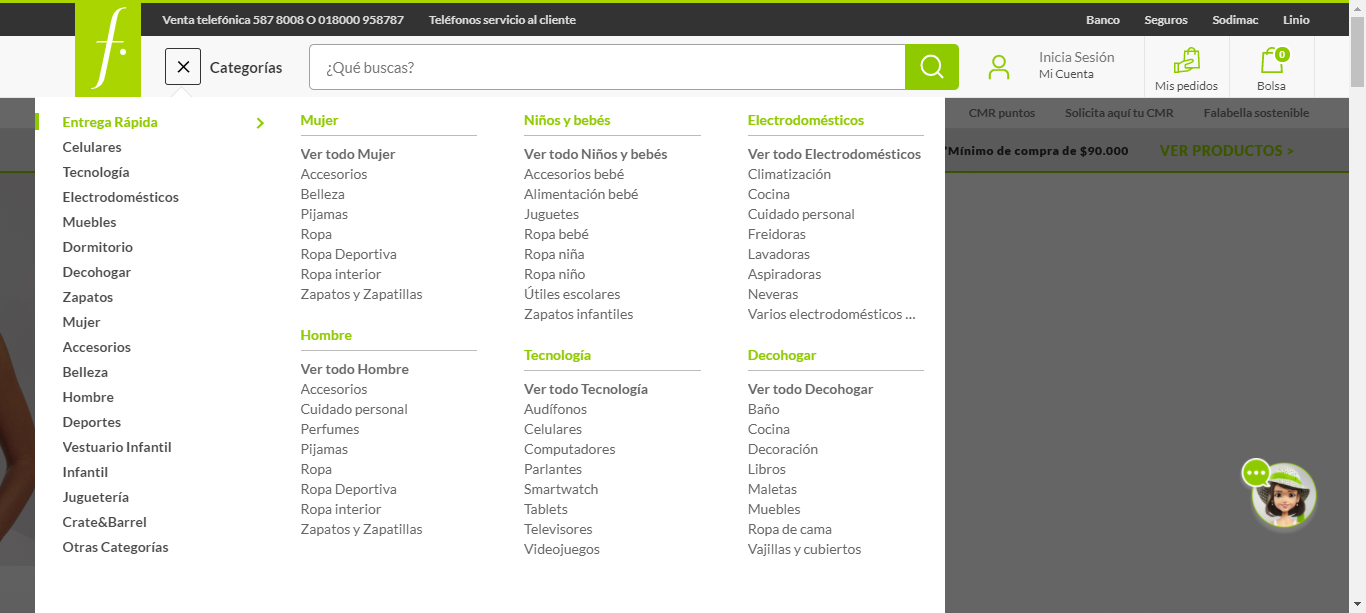 Venta telefónica 587 8008 O 018000 958787 Teléfonos servicio al cliente Banco Seguros Sodimac Linio
f.
Categorías ¿Qué buscas? Inicia Sesión
Mi Cuenta
Mis pedidos
0
Bolsa
CMR puntos Solicita aquí tu CMR Falabella sostenible
*Mínimo de compra de $90.000 VER PRODUCTOS >
Entrega Rápida
Celulares
Tecnología
Electrodomésticos
Muebles
Dormitorio
Decohogar
Zapatos
Mujer
Accesorios
Belleza
Hombre
Deportes
Vestuario Infantil
Infantil
Juguetería
Crate&Barrel
Otras Categorías
Mujer
Ver todo Mujer
Accesorios
Belleza
Pijamas
Ropa
Ropa Deportiva
Ropa interior
Zapatos y Zapatillas
Hombre
Ver todo Hombre
Accesorios
Cuidado personal
Perfumes
Pijamas
Ropa
Ropa Deportiva
Ropa interior
Zapatos y Zapatillas
Niños y bebés
Ver todo Niños y bebés
Accesorios bebé
Alimentación bebé
Juguetes
Ropa bebé
Ropa niña
Ropa niño
Útiles escolares
Zapatos infantiles
Tecnología
Ver todo Tecnología
Audífonos
Celulares
Computadores
Parlantes
Smartwatch
Tablets
Televisores
Videojuegos
Electrodomésticos
Ver todo Electrodomésticos
Climatización
Cocina
Cuidado personal
Freidoras
Lavadoras
Aspiradoras
Neveras
Varios electrodomésticos ...
Decohogar
Ver todo Decohogar
Baño
Cocina
Decoración
Libros
Maletas
Muebles
Ropa de cama
Vajillas y cubiertos